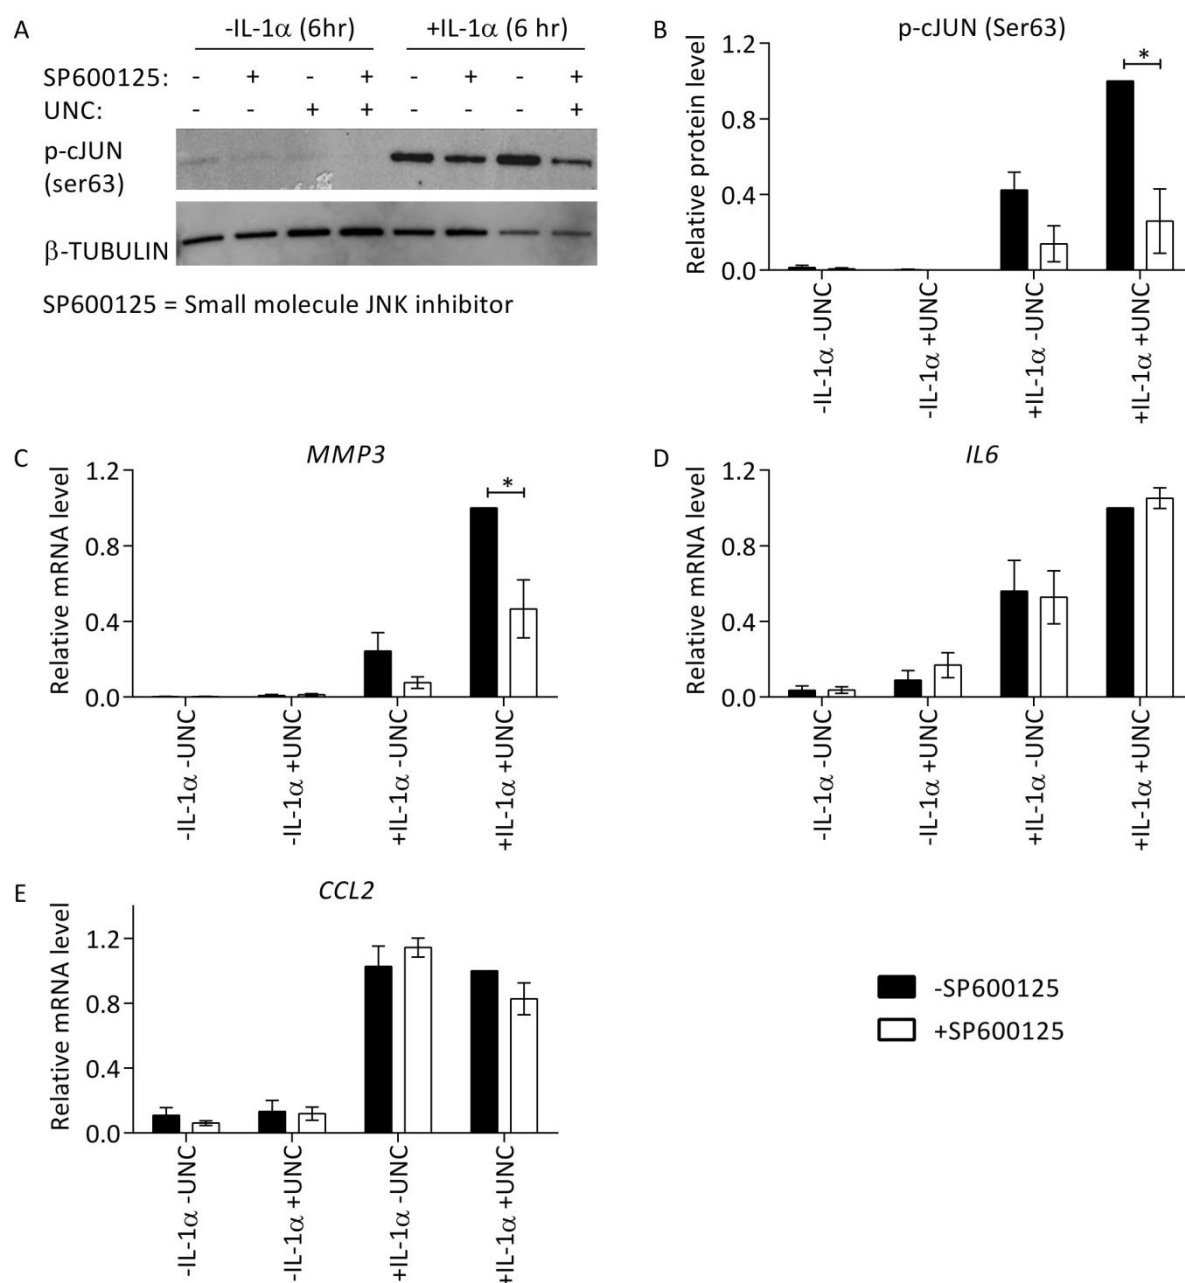 A
-IL-1α (6hr) +IL-1α (6 hr)
SP600125: - + - + - + - +
UNC: - - + + - - - +
p-cJUN
(ser63)
β-TUBULIN
SP600125 = Small molecule JNK inhibitor
B
p-cJUN (Ser63)
Relative protein level
1.2
0.8
0.4
0.0
*
-IL-1α -UNC
-IL-1α +UNC
+IL-1α -UNC
+IL-1α +UNC
C
MMP3
Relative mRNA level
1.2
0.8
0.4
0.0
*
-IL-1α -UNC
-IL-1α +UNC
+IL-1α -UNC
+IL-1α +UNC
D
IL6
Relative mRNA level
1.2
0.8
0.4
0.0
-IL-1α -UNC
-IL-1α +UNC
+IL-1α -UNC
+IL-1α +UNC
E
CCL2
Relative mRNA level
1.2
0.8
0.4
0.0
-IL-1α -UNC
-IL-1α +UNC
+IL-1α -UNC
+IL-1α +UNC
-SP600125
+SP600125